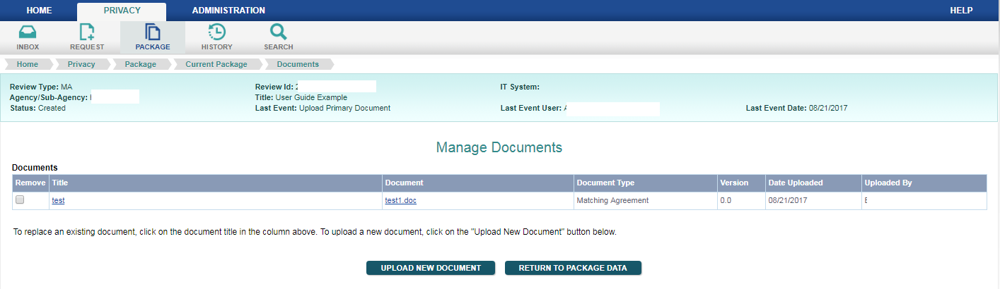 HOME PRIVACY ADMINISTRATION HELP
INBOX REQUEST PACKAGE HISTORY SEARCH
Home Privacy Package Current Package Documents
Review Type: MA Review Id: IT System:
Agency/Sub-Agency: Title: User Guide Example
Status: Created Last Event: Upload Primary Document Last Event User: Last Event Date: 08/21/2017
Manage Documents
Documents
Remove Title Document Document Type Version Date Uploaded Uploaded By
test test1.doc Matching Agreement 0.0 08/21/2017
To replace an existing document, click on the document title in the column above. To upload a new document, click on the "Upload New Document" button below.
UPLOAD NEW DOCUMENT RETURN TO PACKAGE DATA